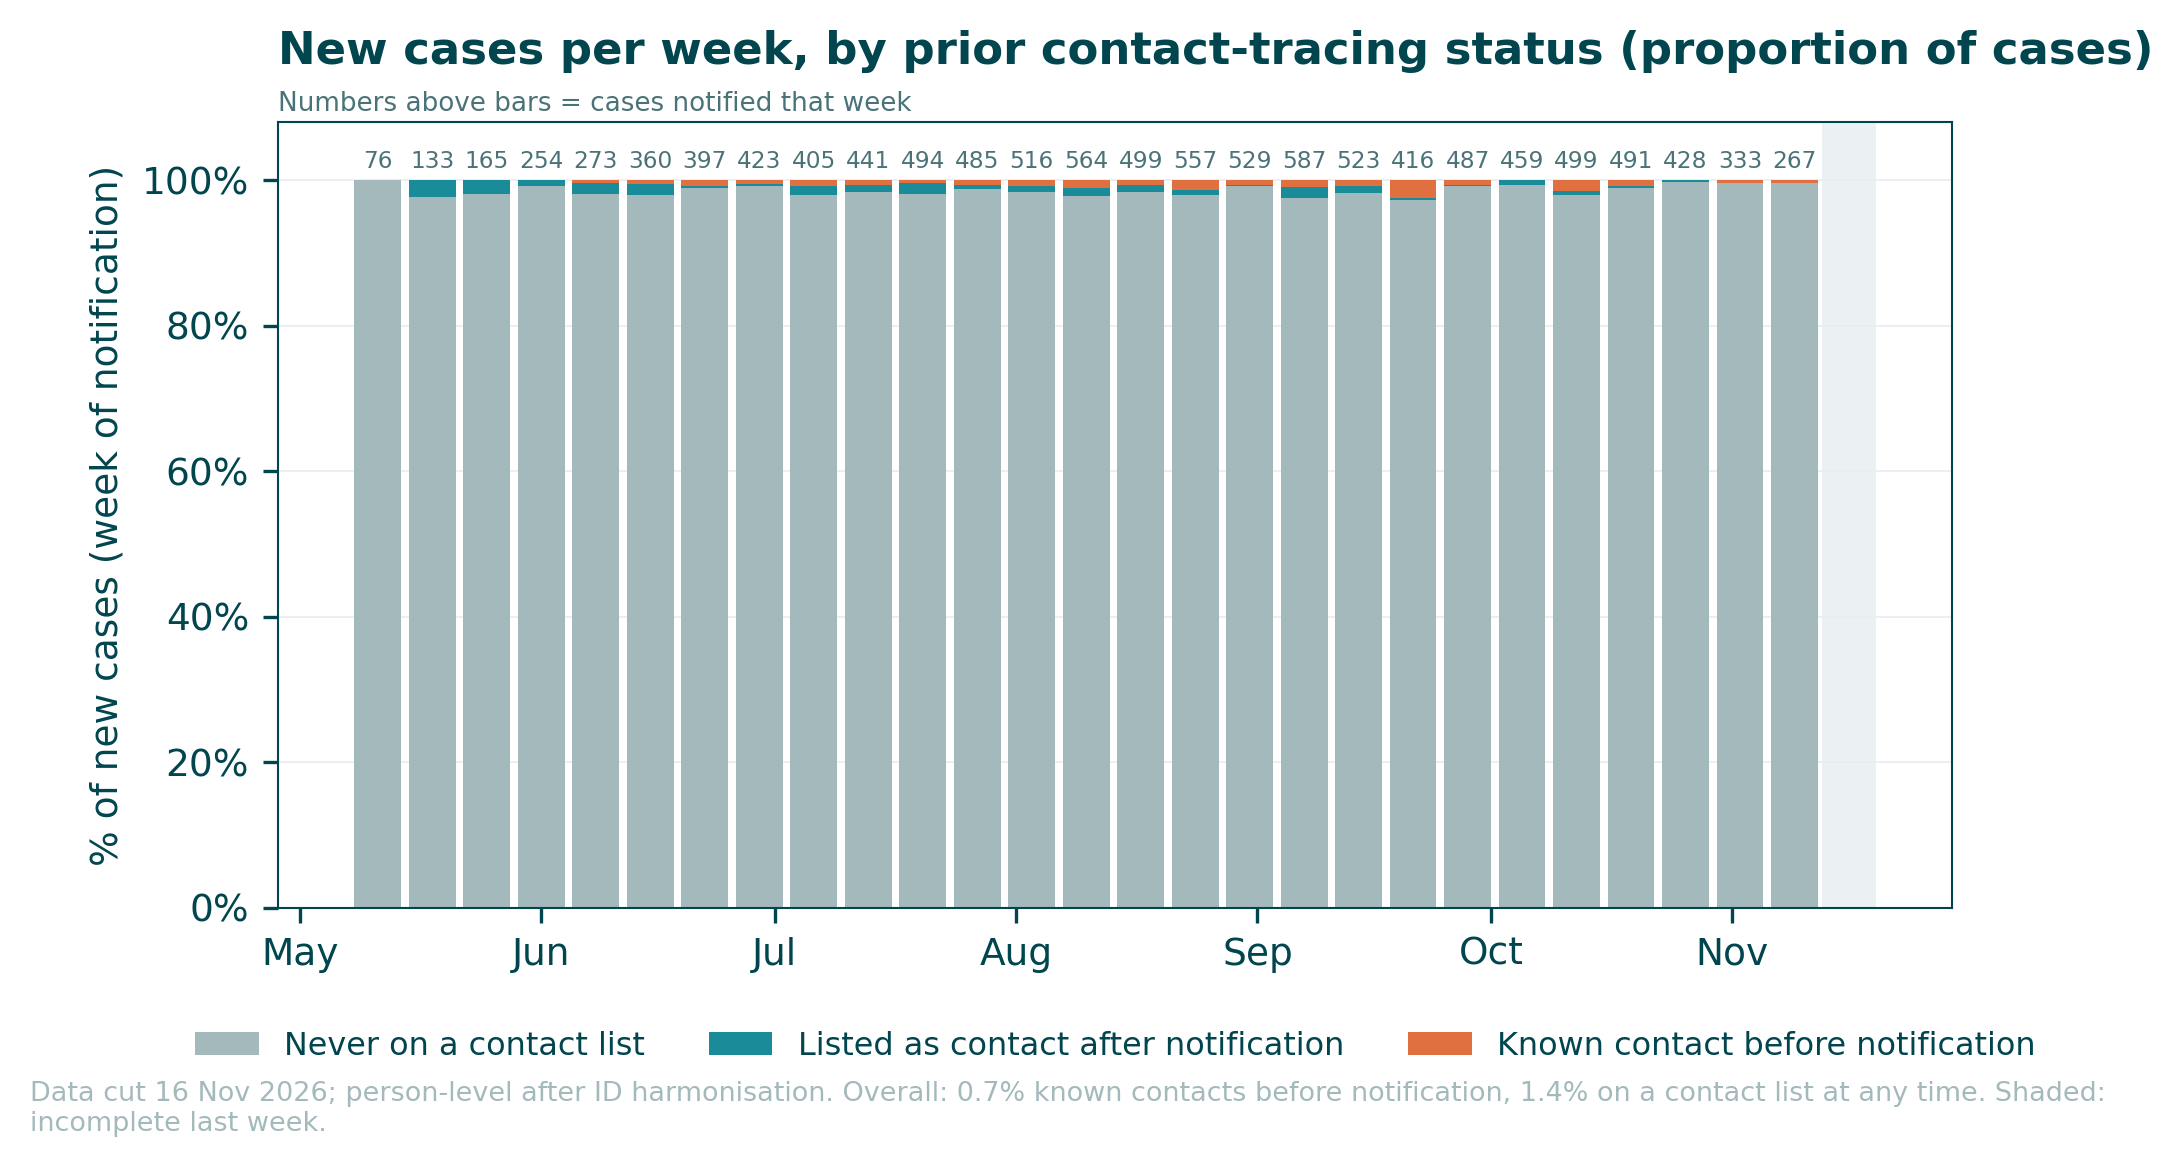 New cases per week, by prior contact-tracing status (proportion of cases)
Numbers above bars = cases notified that week
76 133 165 254 273 360 397 423 405 441 494 485 516 564 499 557 529 587 523 416 487 459 499 491 428 333 267
% of new cases (week of notification)
100%
80%
60%
40%
20%
0%
May Jun Jul Aug Sep Oct Nov
Never on a contact list Listed as contact after notification Known contact before notification
Data cut 16 Nov 2026; person-level after ID harmonisation. Overall: 0.7% known contacts before notification, 1.4% on a contact list at any time. Shaded:
incomplete last week.